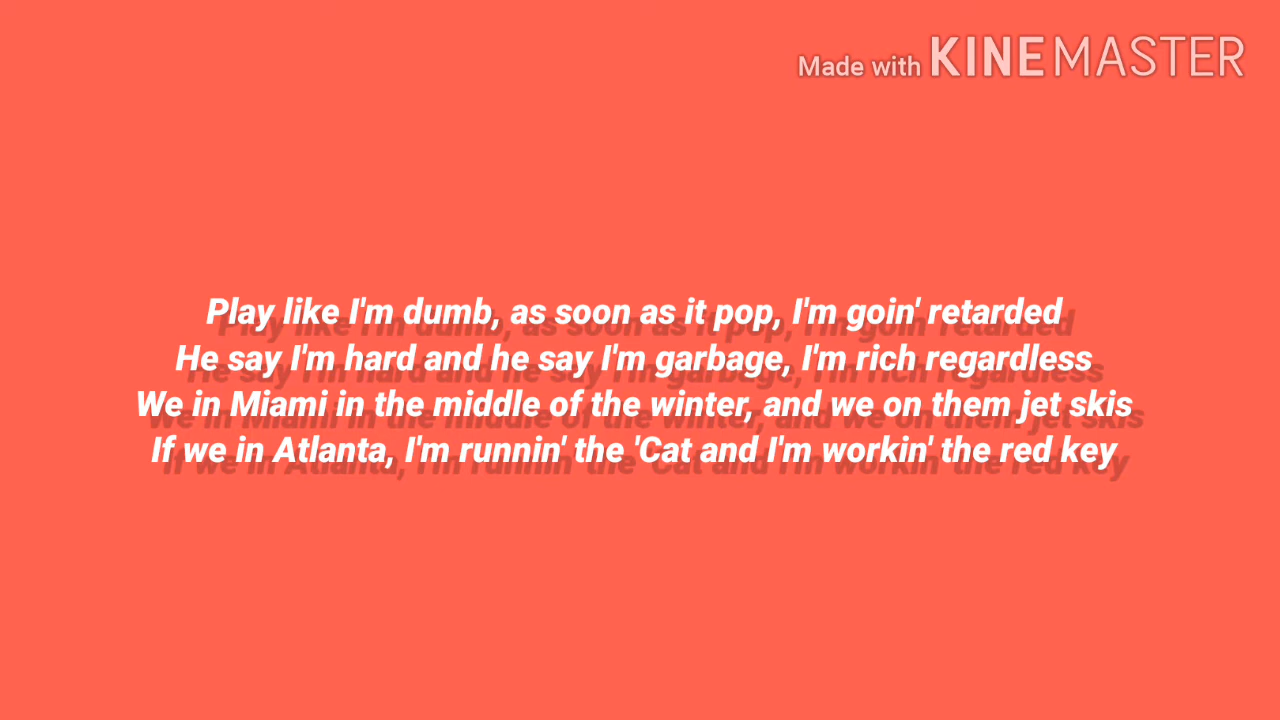 Made with KINEMASTER
Play like I'm dumb, as soon as it pop, I'm goin' retarded
He say I'm hard and he say I'm garbage, I'm rich regardless
We in Miami in the middle of the winter, and we on them jet skis
If we in Atlanta, I'm runnin' the 'Cat and I'm workin' the red key